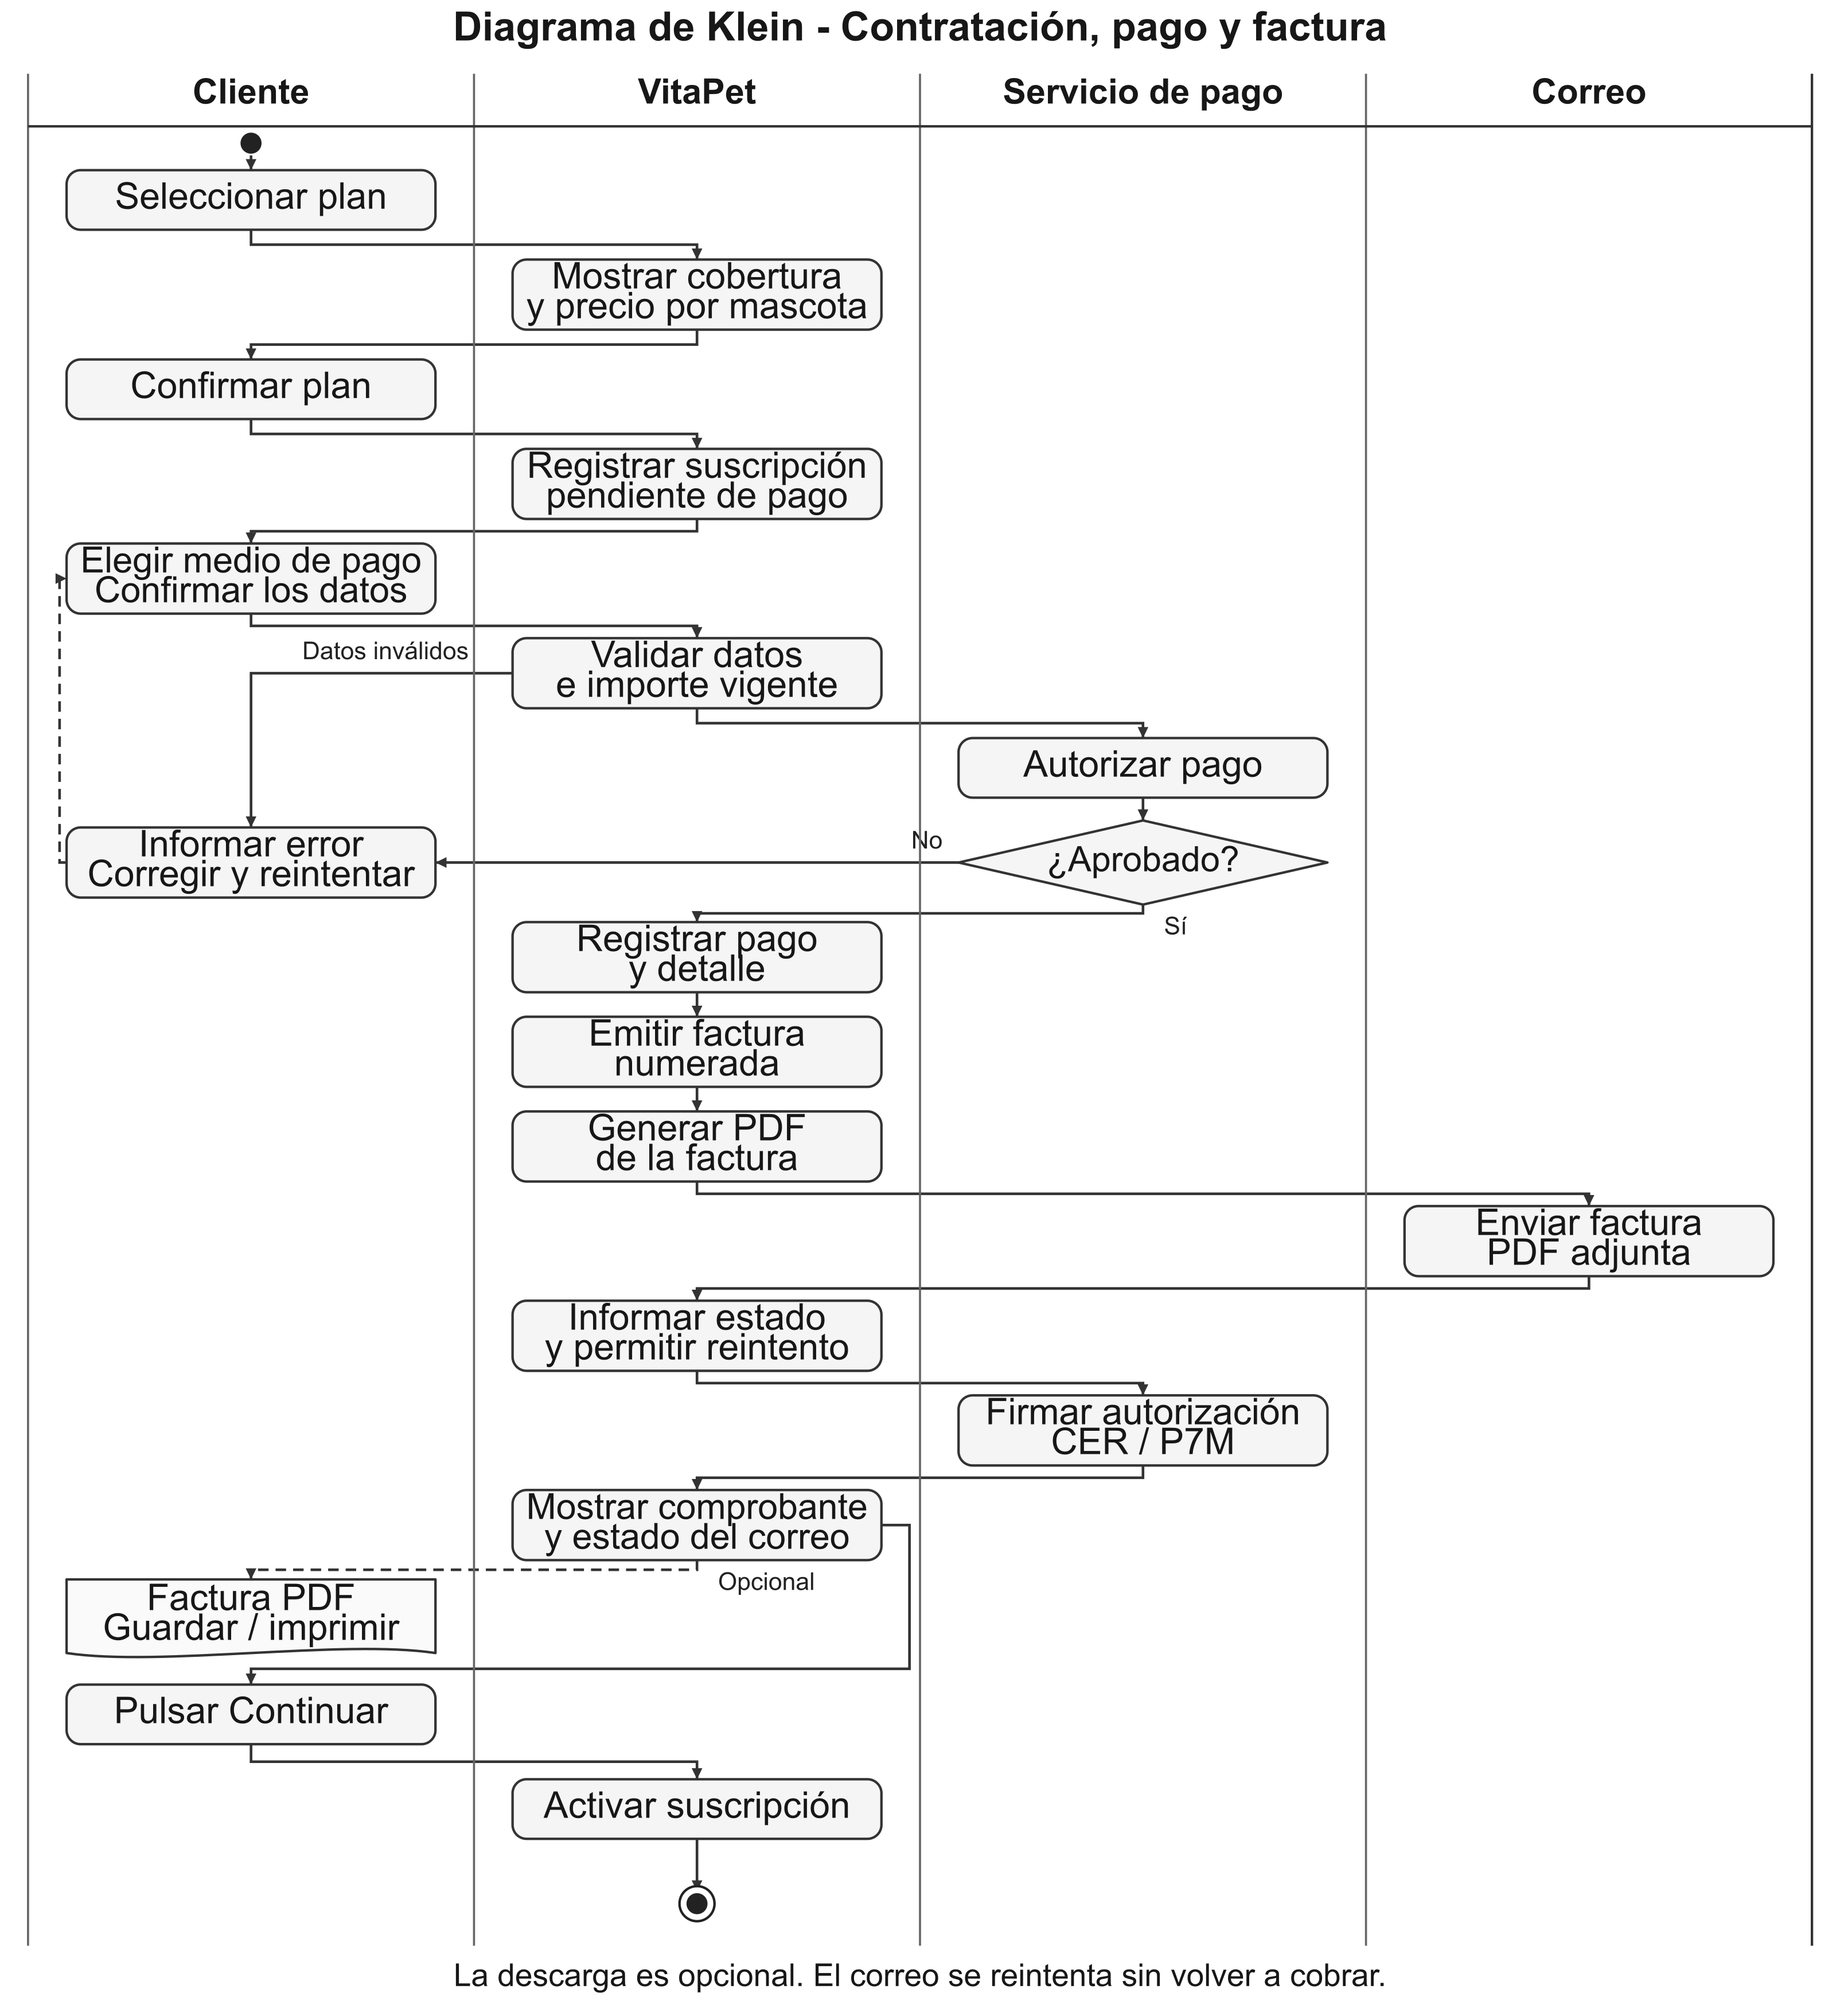 Diagrama de Klein - Contratación, pago y factura
Cliente
VitaPet
Servicio de pago
Correo
Seleccionar plan
Mostrar cobertura
y precio por mascota
Confirmar plan
Registrar suscripción
pendiente de pago
Elegir medio de pago
Confirmar los datos
Datos inválidos
Validar datos
e importe vigente
Autorizar pago
Informar error
Corregir y reintentar
No
¿Aprobado?
Sí
Registrar pago
y detalle
Emitir factura
numerada
Generar PDF
de la factura
Enviar factura
PDF adjunta
Informar estado
y permitir reintento
Firmar autorización
CER / P7M
Mostrar comprobante
y estado del correo
Opcional
Factura PDF
Guardar / imprimir
Pulsar Continuar
Activar suscripción
La descarga es opcional. El correo se reintenta sin volver a cobrar.